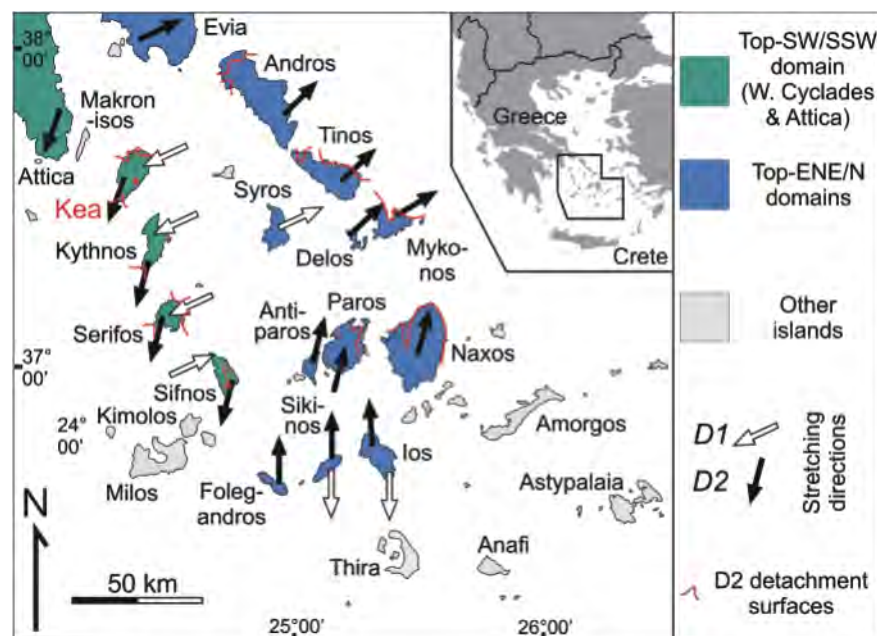 38°
00'
Evia
Andros
Makron
-isos
Tinos
Attica
Kea
Syros
Kythnos
Delos
Myko-
nos
Greece
Crete
Serifos
Anti-
paros
Paros
Naxos
37°
00'
Sifnos
Siki-
nos
Kimolos
24°
00'
Ios
Amorgos
Milos
Foleg-
andros
Astypalaia
Thira
Anafi
N
50 km
25°00'
26°00'
Top-SW/SSW
domain
(W. Cyclades
& Attica)
Top-ENE/N
domains
Other
islands
D1
D2
Stretching
directions
D2 detachment
surfaces